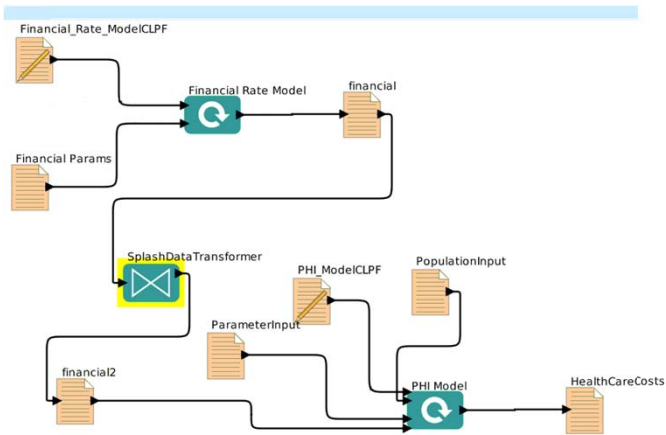 Financial_Rate_ModelCLPF
Financial Rate Model
financial
Financial Params
SplashDataTransformer
PHI_ModelCLPF
PopulationInput
ParameterInput
financial2
PHI Model
HealthCareCosts